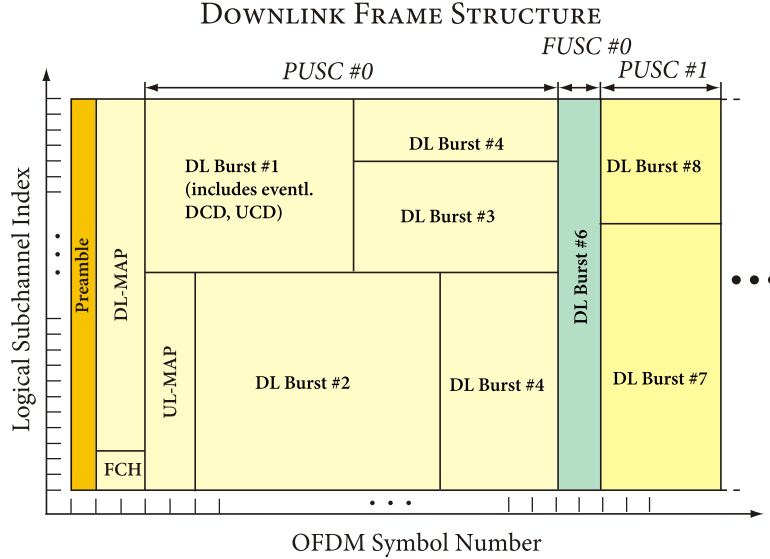 DOWNLINK FRAME STRUCTURE
FUSC #0
PUSC #0
PUSC #1
DL Burst #1
(includes eventl.
DCD, UCD)
DL Burst #4
DL Burst #3
DL Burst #8
Preamble
DL-MAP
DL Burst #6
UL-MAP
DL Burst #2
DL Burst #4
DL Burst #7
FCH
Logical Subchannel Index
OFDM Symbol Number